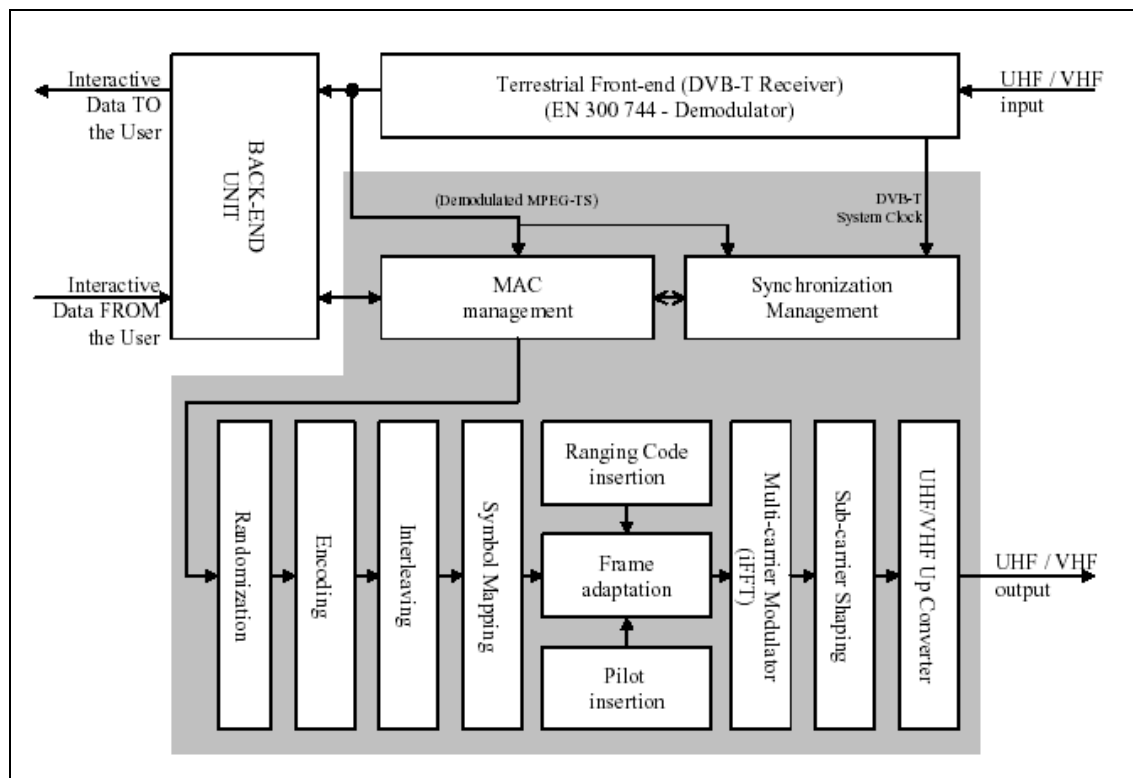 Interactive
Data TO
the User
BACK-END
UNIT
Terrestrial Front-end (DVB-T Receiver)
(EN 300 744 - Demodulator)
UHF / VHF
input
(Demodulated MPEG-TS)
DVB-T
System Clock
Interactive
Data FROM
the User
MAC
management
Synchronization
Management
Randomization
Encoding
Interleaving
Symbol Mapping
Ranging Code
insertion
Frame
adaptation
Pilot
insertion
Multi-carrier Modulator
(iFFT)
Sub-carrier Shaping
UHF/VHF Up Converter
UHF / VHF
output